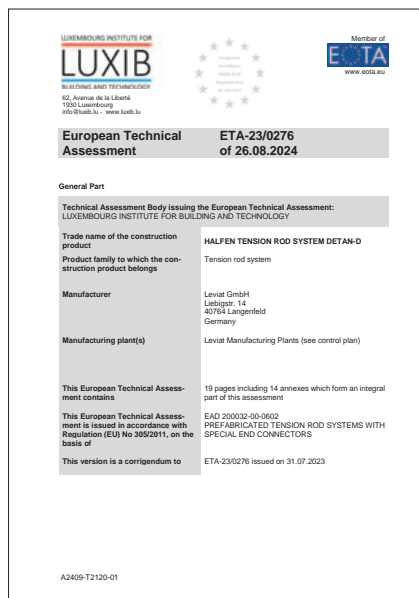 LUXEMBOURG INSTITUTE FOR
LUXIB
BUILDING AND TECHNOLOGY
62, Avenue de la Liberté
1930 Luxembourg
info@luxib.lu - www.luxib.lu
Member of
EOTA
www.eota.eu
European Technical Assessment
ETA-23/0276
of 26.08.2024
General Part
Technical Assessment Body issuing the European Technical Assessment:
LUXEMBOURG INSTITUTE FOR BUILDING AND TECHNOLOGY
Trade name of the construction
product
HALFEN TENSION ROD SYSTEM DETAN-D
Product family to which the con-
struction product belongs
Tension rod system
Manufacturer
Leviat GmbH
Liebigstr. 14
40764 Langenfeld
Germany
Manufacturing plant(s)
Leviat Manufacturing Plants (see control plan)
This European Technical Assess-
ment contains
19 pages including 14 annexes which form an integral
part of this assessment
This European Technical Assess-
ment is issued in accordance with
Regulation (EU) No 305/2011, on the
basis of
EAD 200032-00-0602
PREFABRICATED TENSION ROD SYSTEMS WITH
SPECIAL END CONNECTORS
This version is a corrigendum to
ETA-23/0276 issued on 31.07.2023
A2409-T2120-01